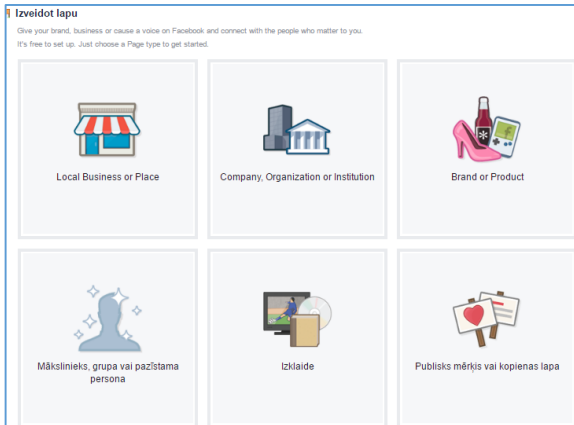 Izveidot lapu
Give your brand, business or cause a voice on Facebook and connect with the people who matter to you.
It's free to set up. Just choose a Page type to get started.
Local Business or Place
Company, Organization or Institution
Brand or Product
Mākslinieks, grupa vai pazīstama
persona
Izklaide
Publisks mērķis vai kopienas lapa